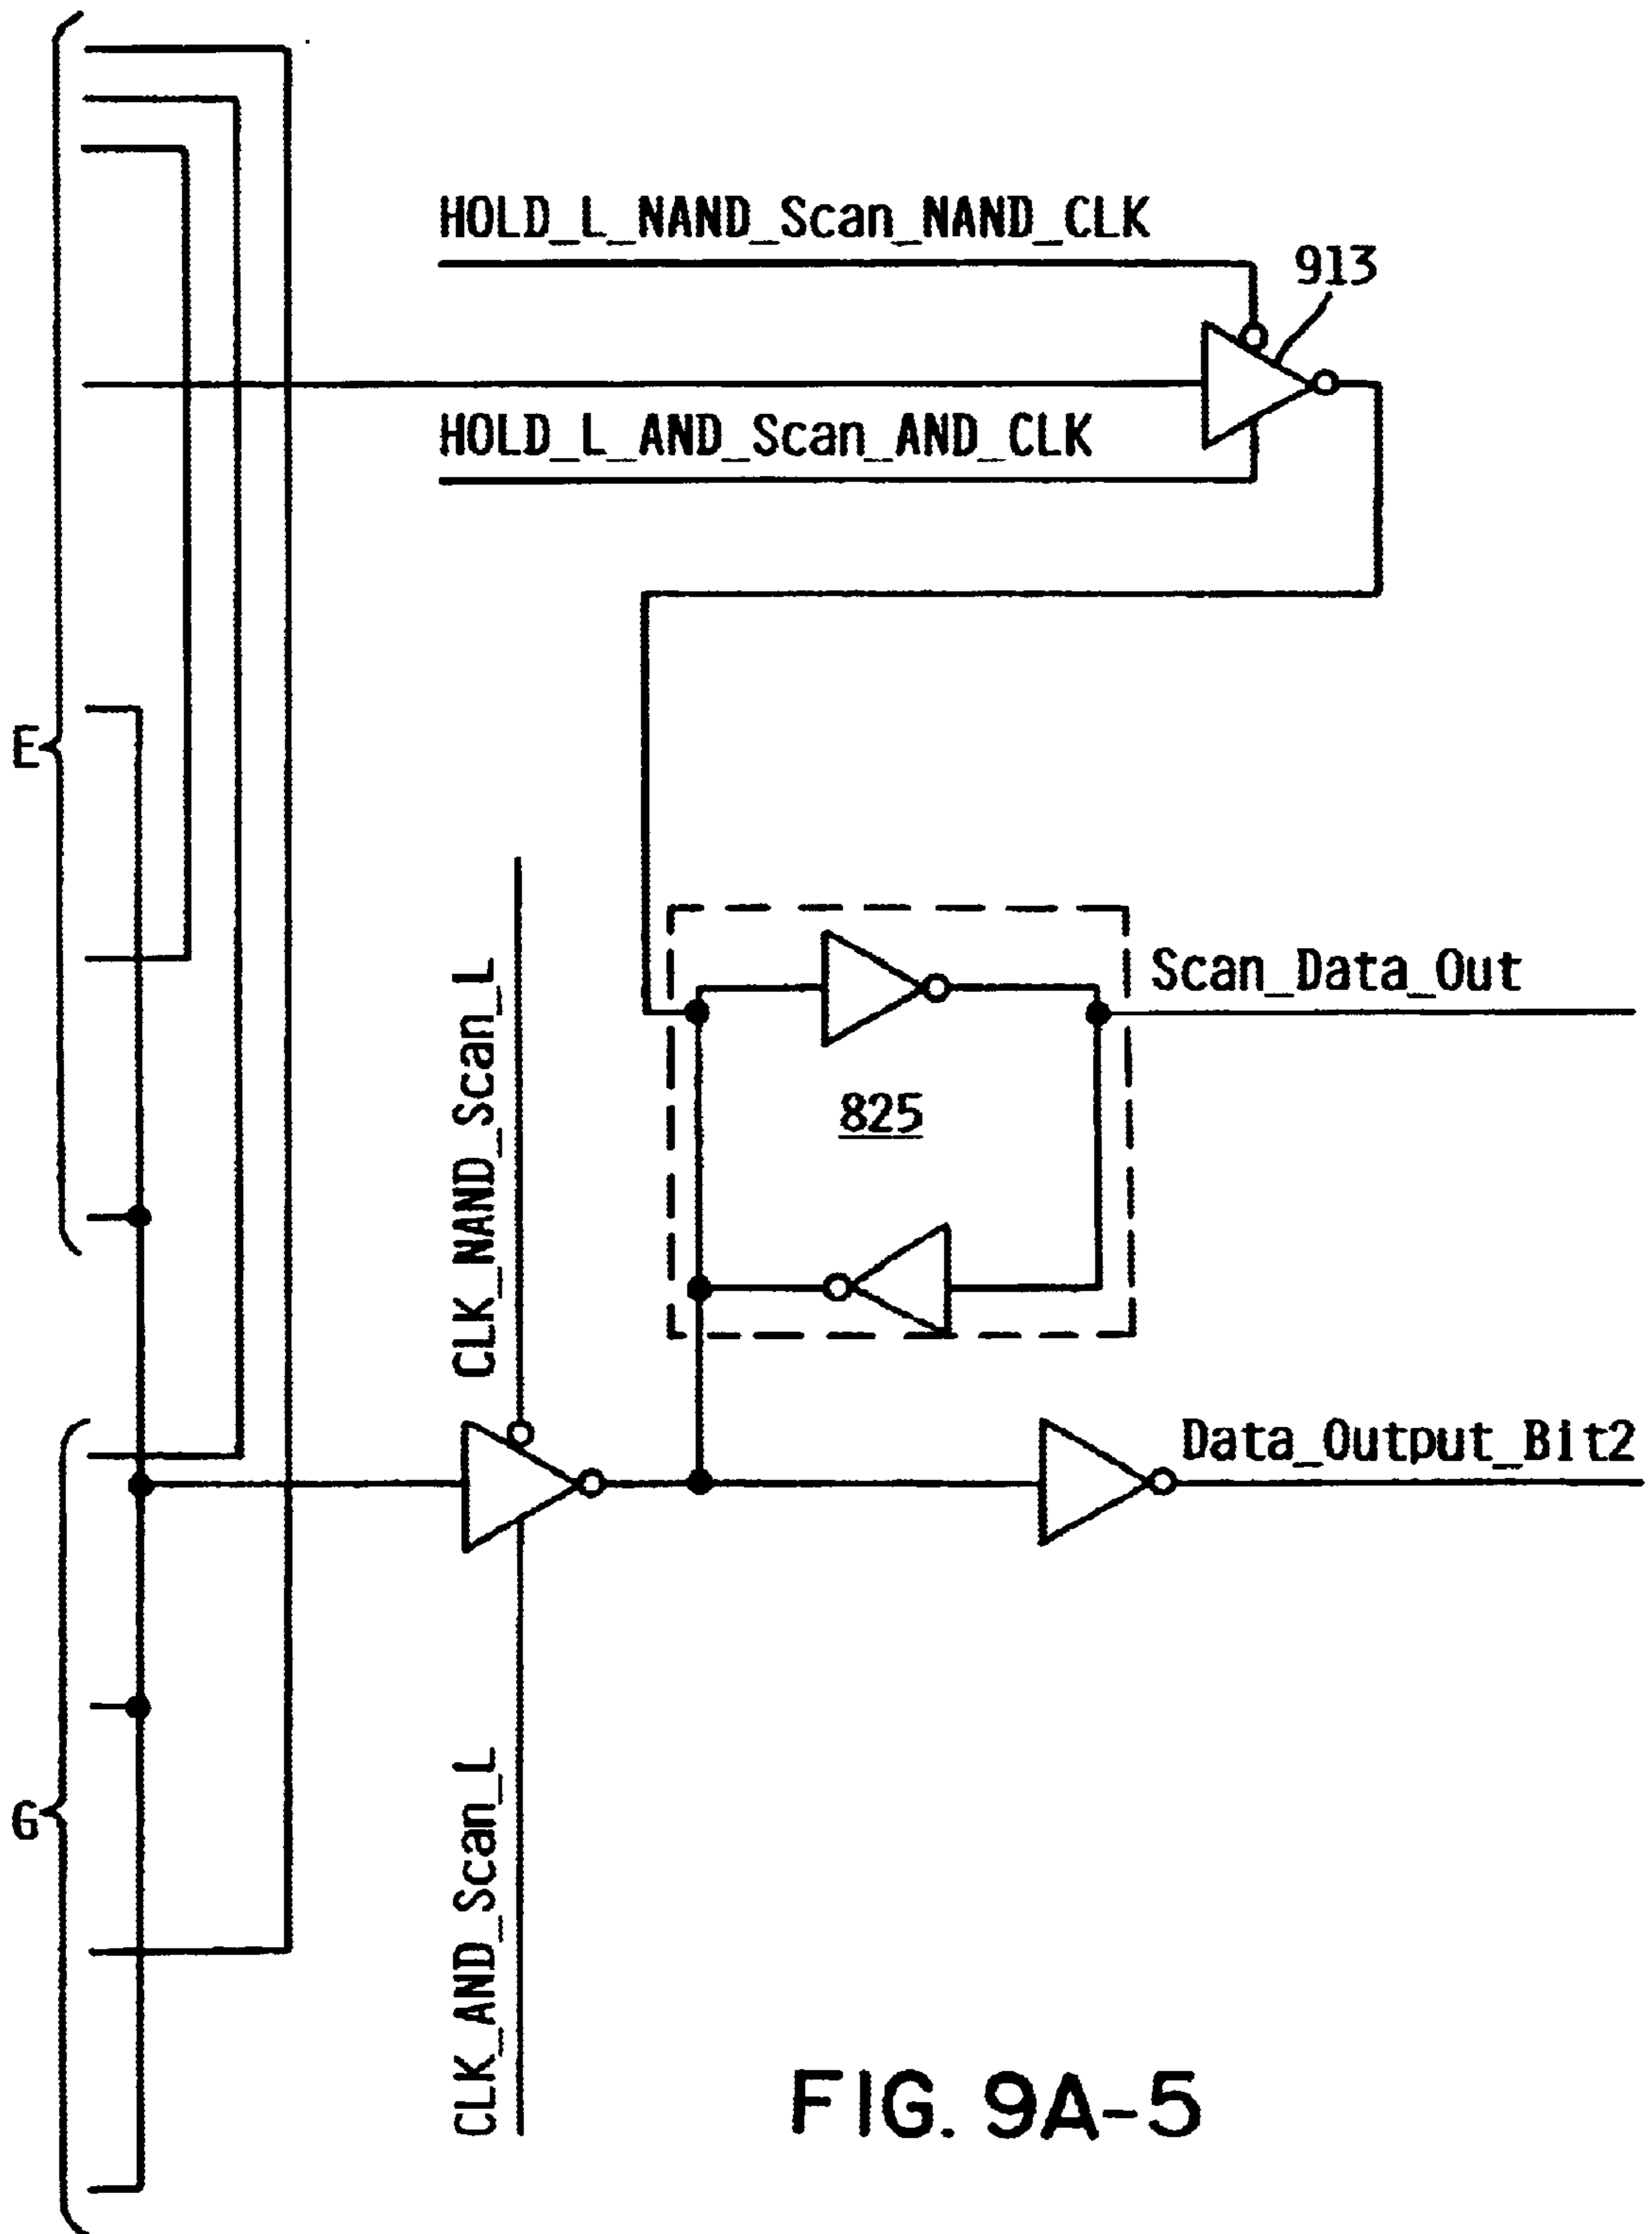 HOLD_L_NAND_Scan_NAND_CLK
913
HOLD_L_AND_Scan_AND_CLK
E
CLK_NAND_Scan_L
Scan_Data_Out
825
Data_Output_Bit2
G
CLK_AND_Scan_L
FIG. 9A-5